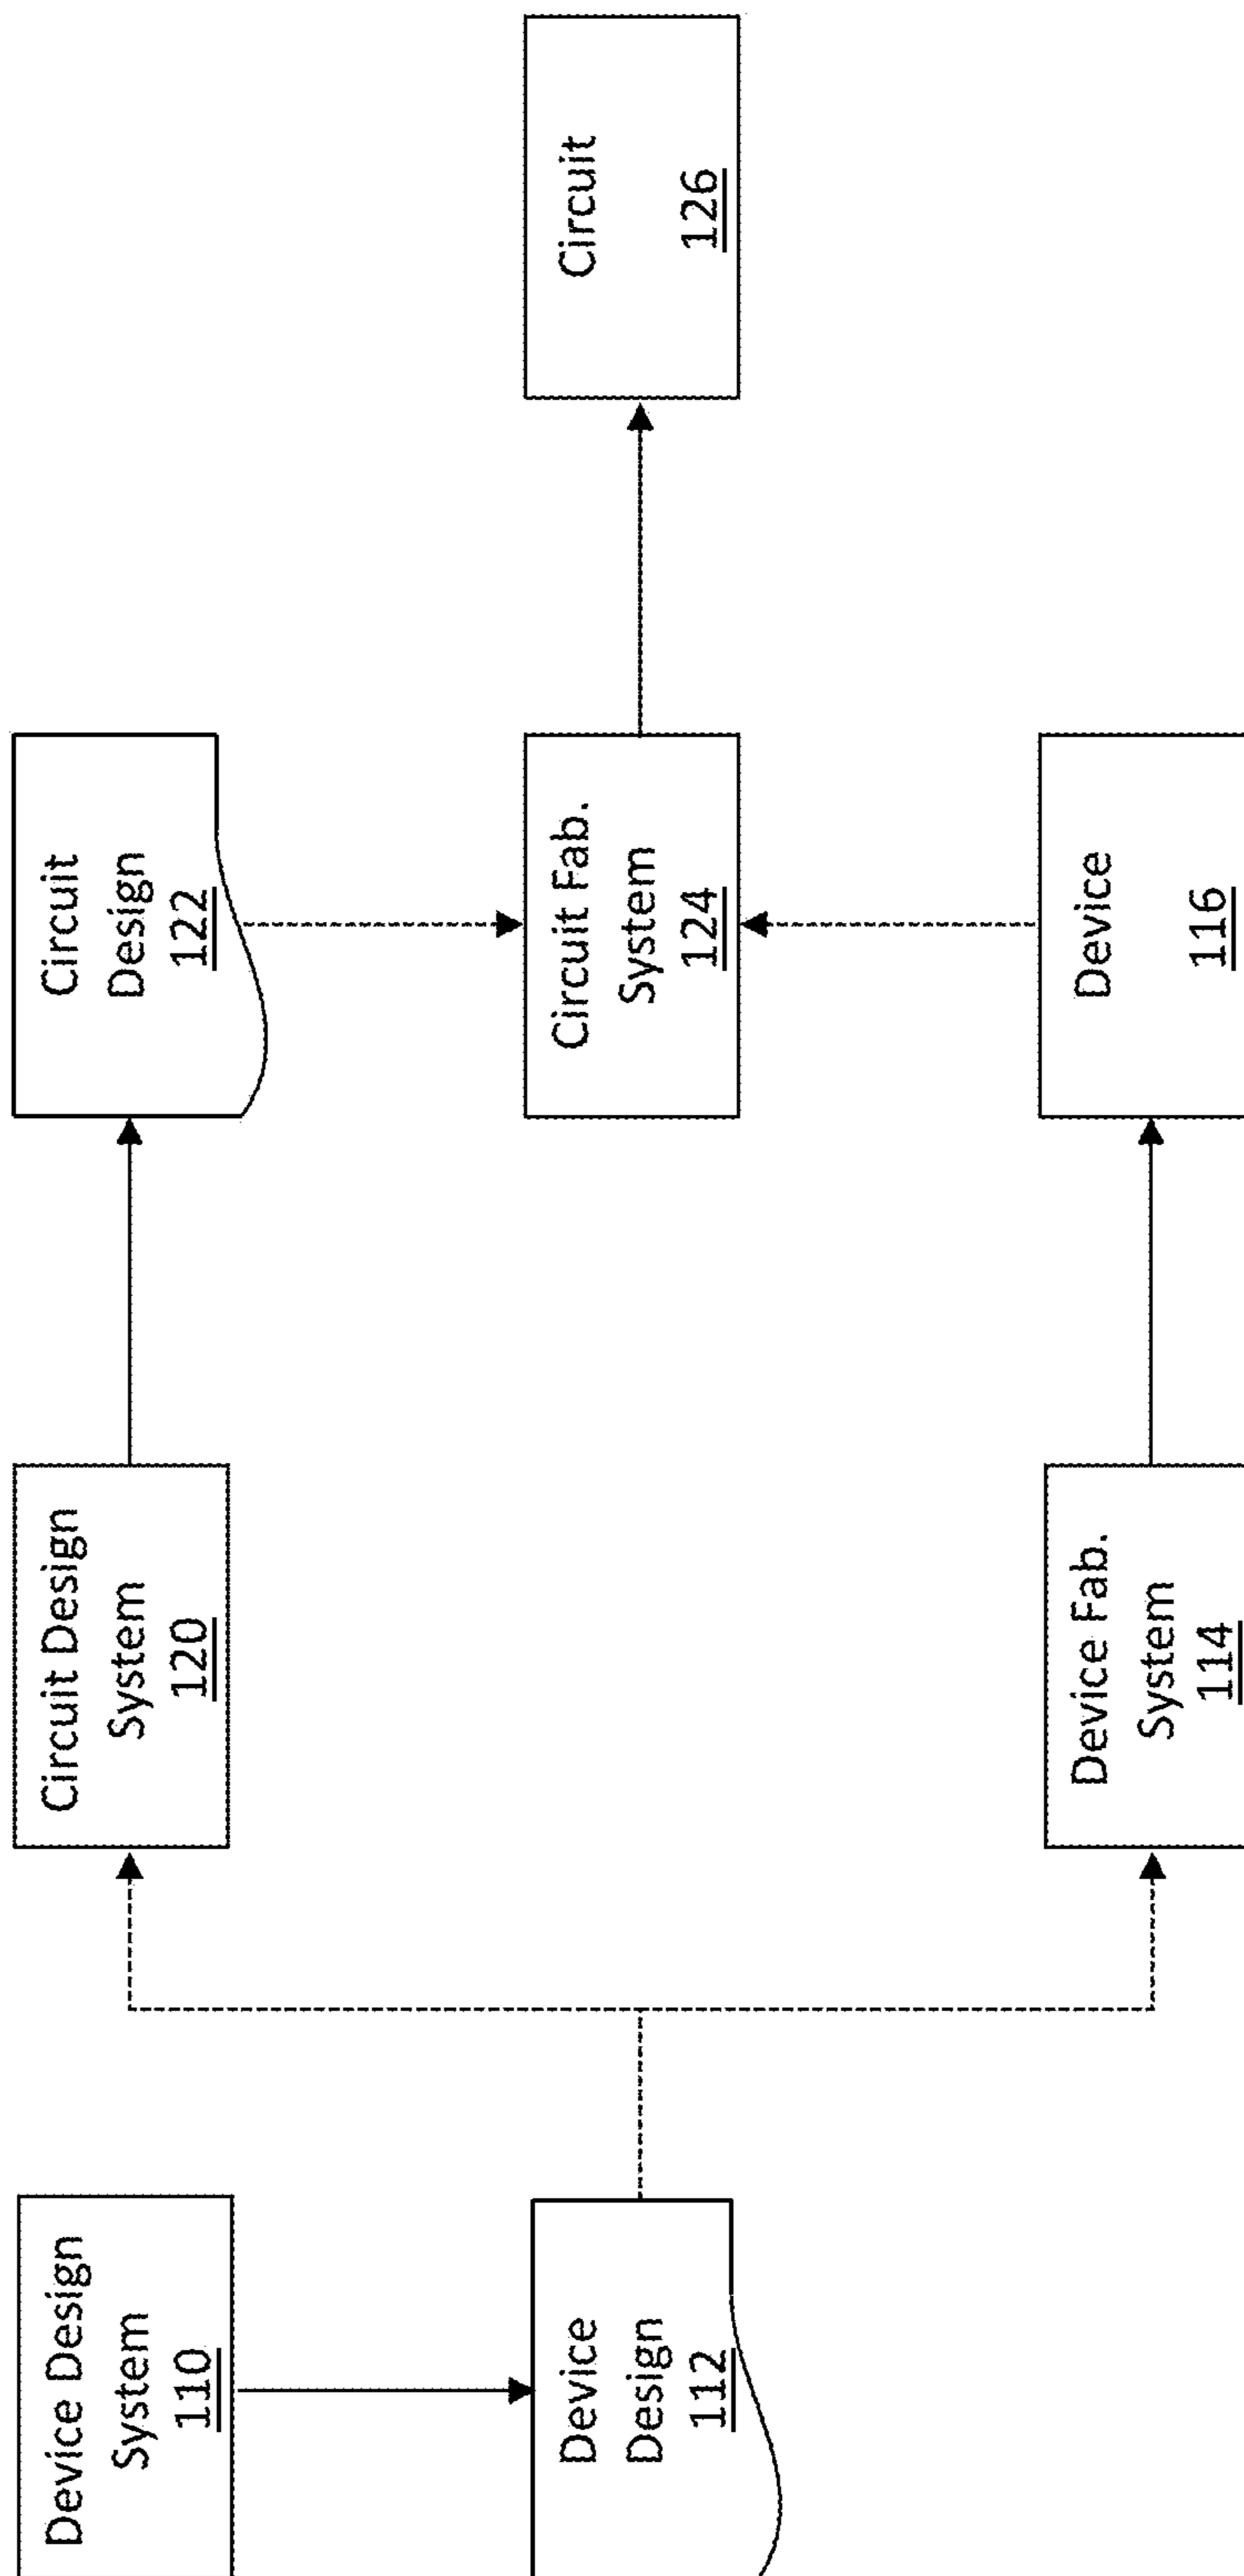 Device Design
System
110
Device
Design
112
Circuit Design
System
120
Device Fab.
System
114
Circuit
Design
122
Circuit Fab.
System
124
Device
116
Circuit
126